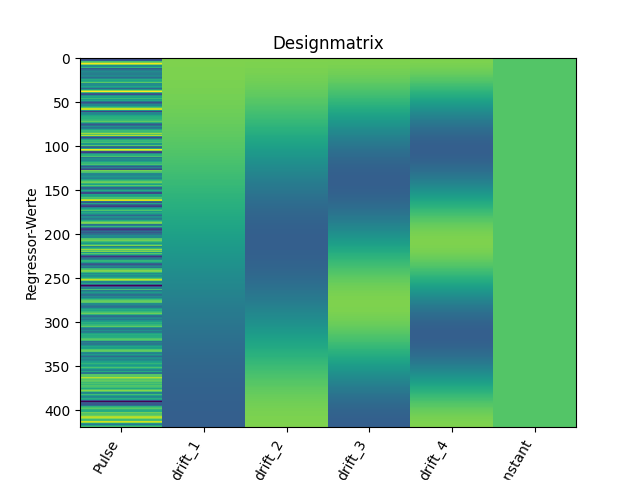 Designmatrix
Regressor-Werte
0
50
100
150
200
250
300
350
400
Pulse
drift_1
drift_2
drift_3
drift_4
nstant